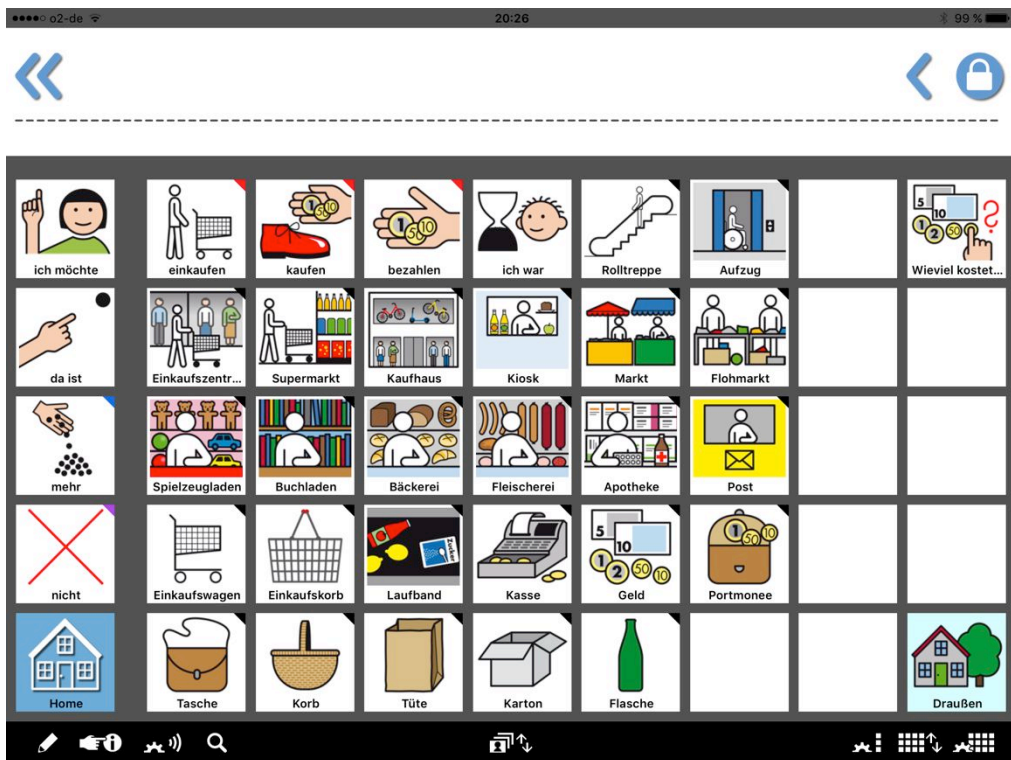 o2-de
20:26
99 %
ich möchte
einkaufen
kaufen
bezahlen
ich war
Rolltreppe
Aufzug
Wieviel kostet...
da ist
Einkaufszentr...
Supermarkt
Kaufhaus
Kiosk
Markt
Flohmarkt
mehr
Spielzeugladen
Buchladen
Bäckerei
Fleischerei
Apotheke
Post
nicht
Einkaufswagen
Einkaufskorb
Laufband
Kasse
Geld
Portmonee
Home
Tasche
Korb
Tüte
Karton
Flasche
Draußen